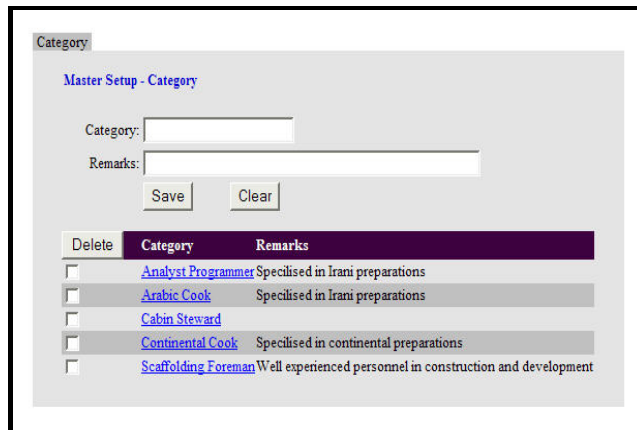 Category
Master Setup - Category
Category:
Remarks:
Save Clear
Delete Category Remarks
Analyst Programmer Specilised in Irani preparations
Arabic Cook Specilised in Irani preparations
Cabin Steward
Continental Cook Specilised in continental preparations
Scaffolding Foreman Well experienced personnel in construction and development